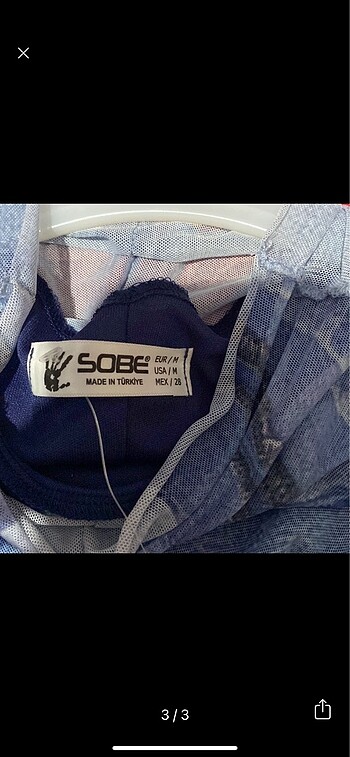 SOBE®
MADE IN TÜRKİYE
EUR / M
USA / M
MEX / 28
3 / 3